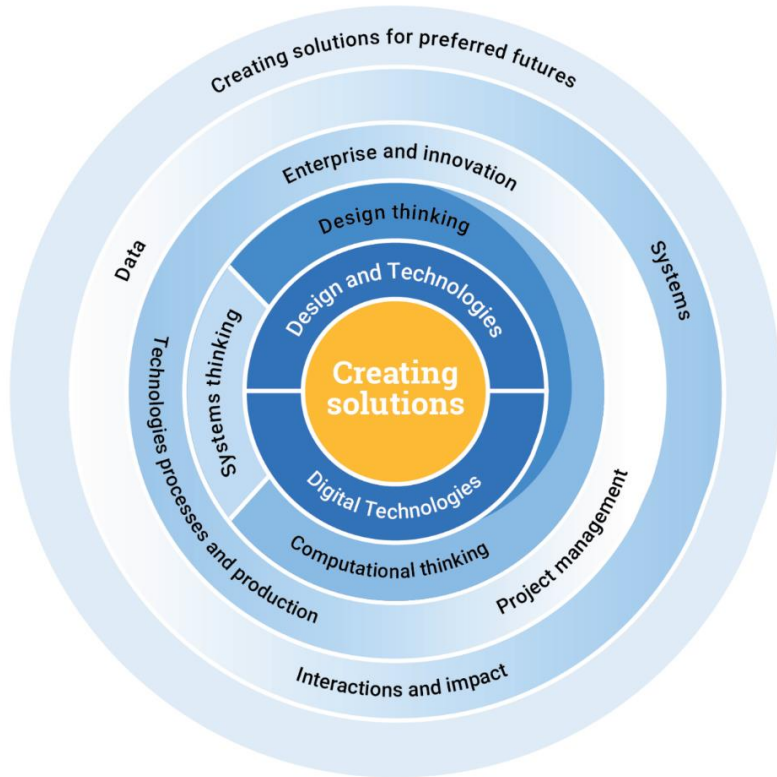 Creating solutions for preferred futures
Data
Systems
Interactions and impact
Enterprise and innovation
Technologies processes and production
Project management
Design thinking
Systems thinking
Computational thinking
Design and Technologies
Digital Technologies
Creating
solutions